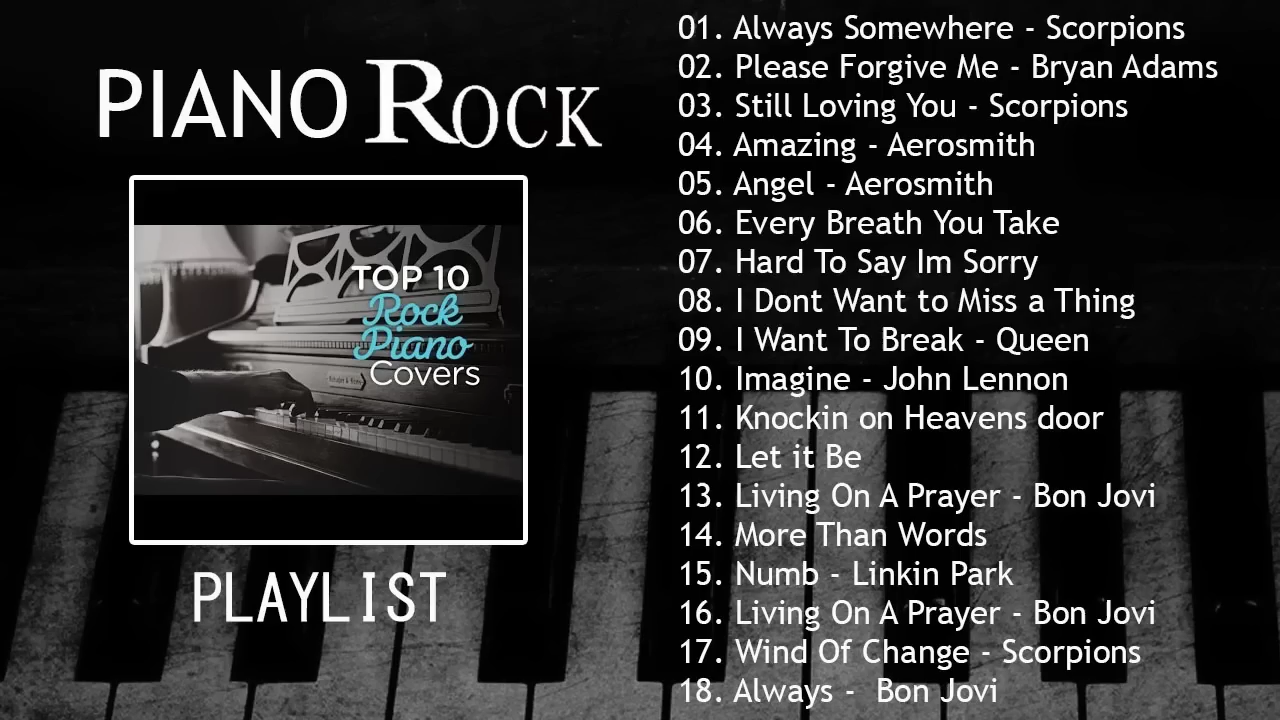 PIANO ROCK
TOP 10
Rock
Piano
Covers
PLAYLIST
01. Always Somewhere - Scorpions
02. Please Forgive Me - Bryan Adams
03. Still Loving You - Scorpions
04. Amazing - Aerosmith
05. Angel - Aerosmith
06. Every Breath You Take
07. Hard To Say Im Sorry
08. I Dont Want to Miss a Thing
09. I Want To Break - Queen
10. Imagine - John Lennon
11. Knockin on Heavens door
12. Let it Be
13. Living On A Prayer - Bon Jovi
14. More Than Words
15. Numb - Linkin Park
16. Living On A Prayer - Bon Jovi
17. Wind Of Change - Scorpions
18. Always -  Bon Jovi